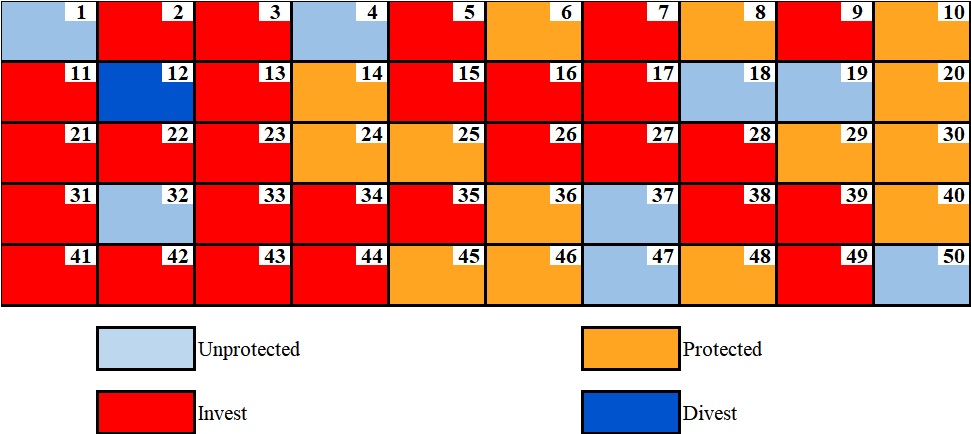 1 2 3 4 5 6 7 8 9 10
11 12 13 14 15 16 17 18 19 20
21 22 23 24 25 26 27 28 29 30
31 32 33 34 35 36 37 38 39 40
41 42 43 44 45 46 47 48 49 50
Unprotected Protected
Invest Divest